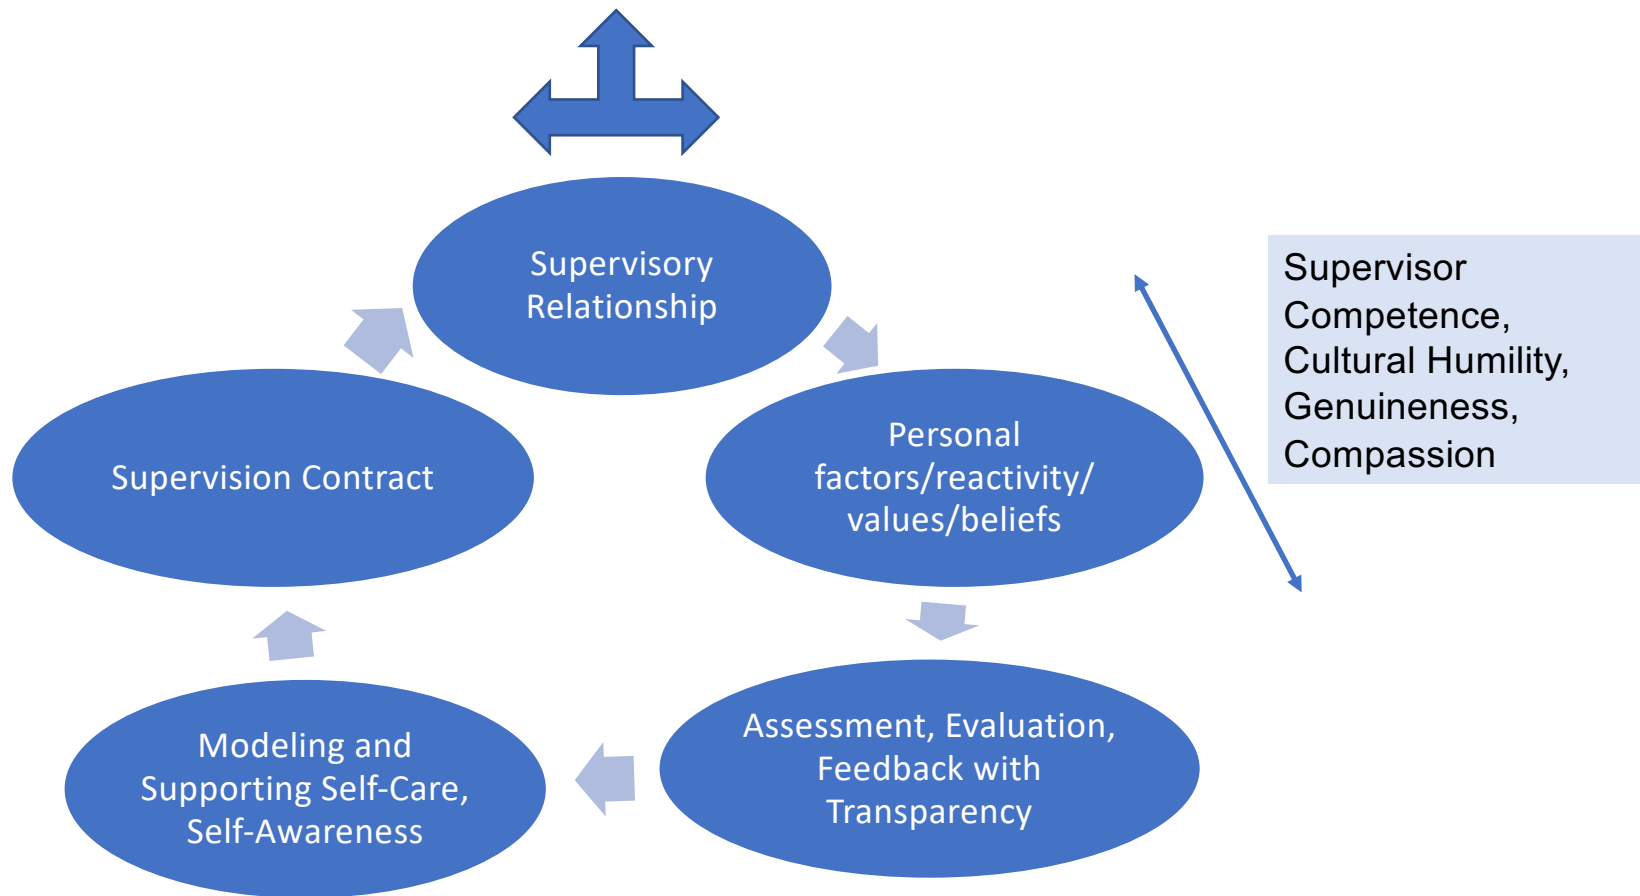 Supervisory
Relationship
Personal
factors/reactivity/
values/beliefs
Assessment, Evaluation,
Feedback with
Transparency
Modeling and
Supporting Self-Care,
Self-Awareness
Supervision Contract
Supervisor
Competence,
Cultural Humility,
Genuineness,
Compassion